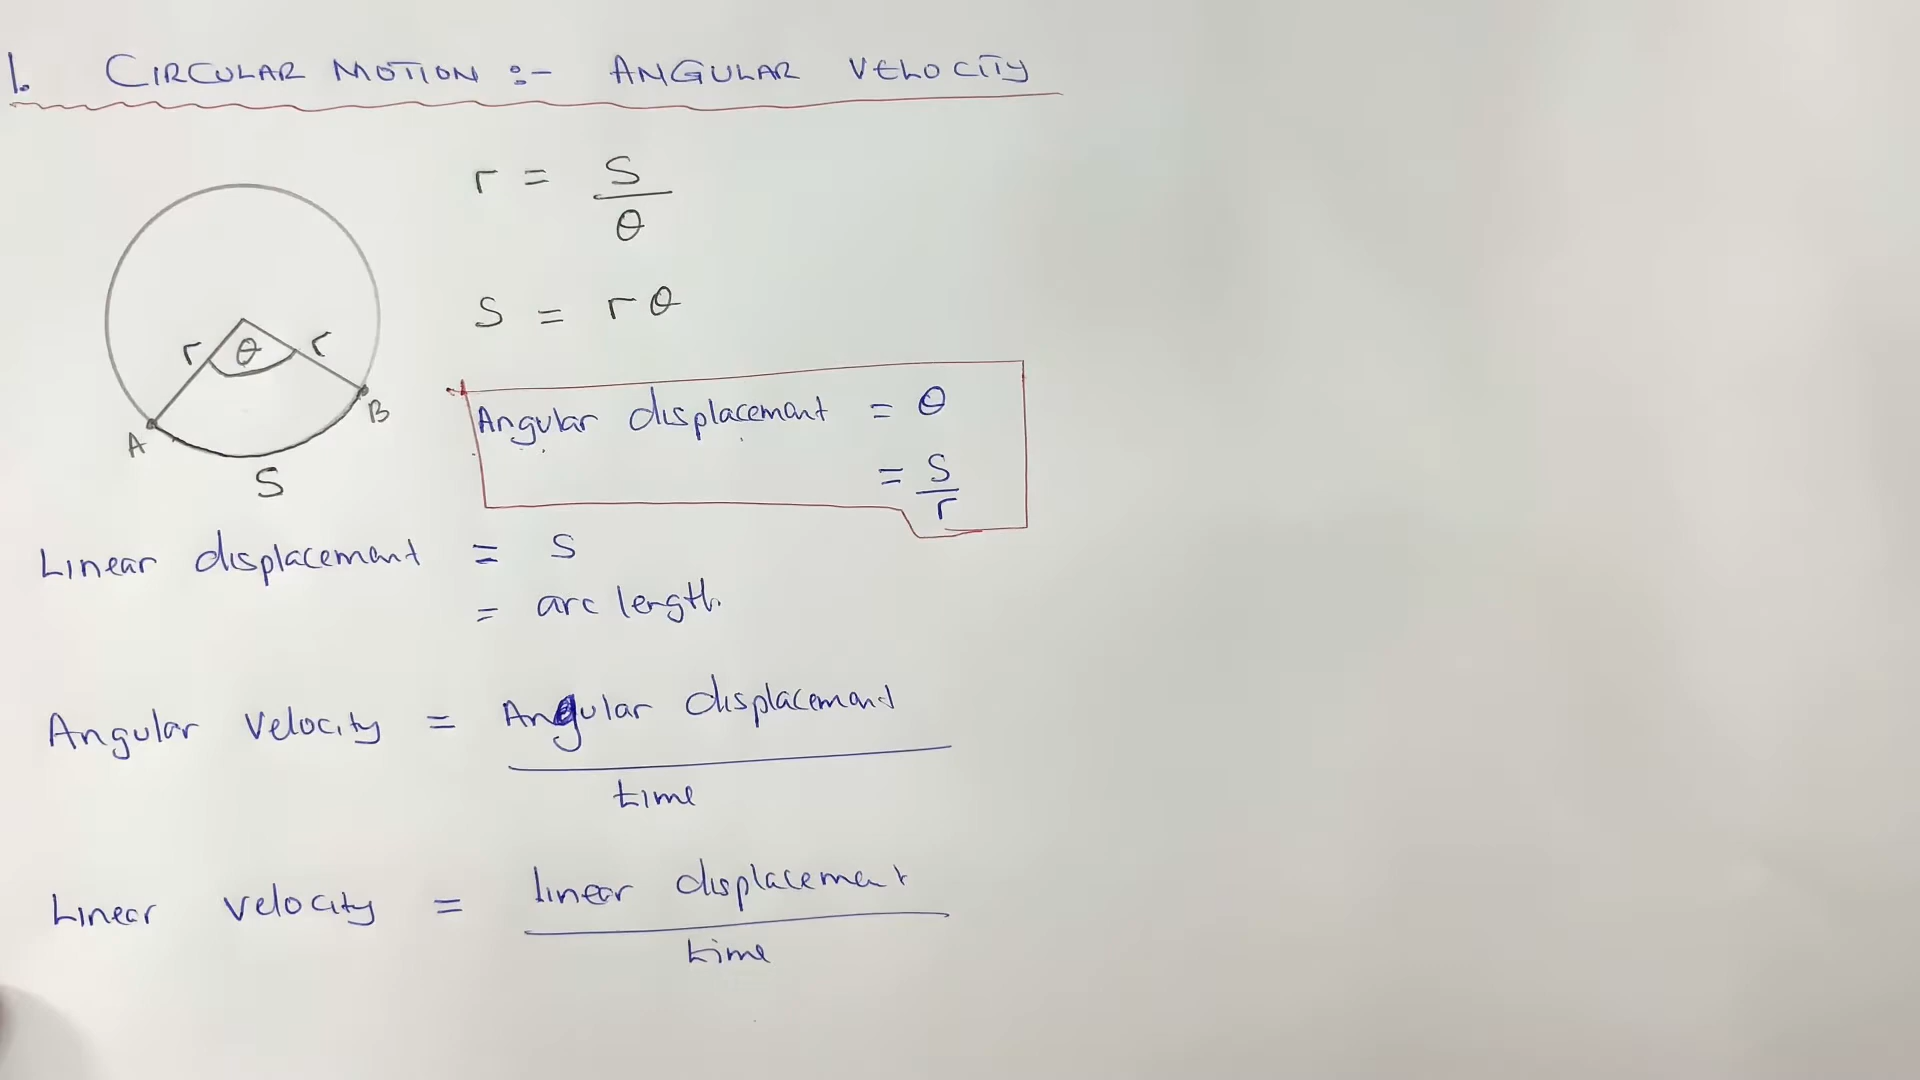 1. CIRCULAR MOTION :- ANGULAR VELOCITY
r = S
θ
S = rθ
r θ r
A B
S
Angular displacement = θ
= S
r
Linear displacement = S
= arc length.
Angular Velocity = Angular displacement
time
Linear velocity = linear displacement
time